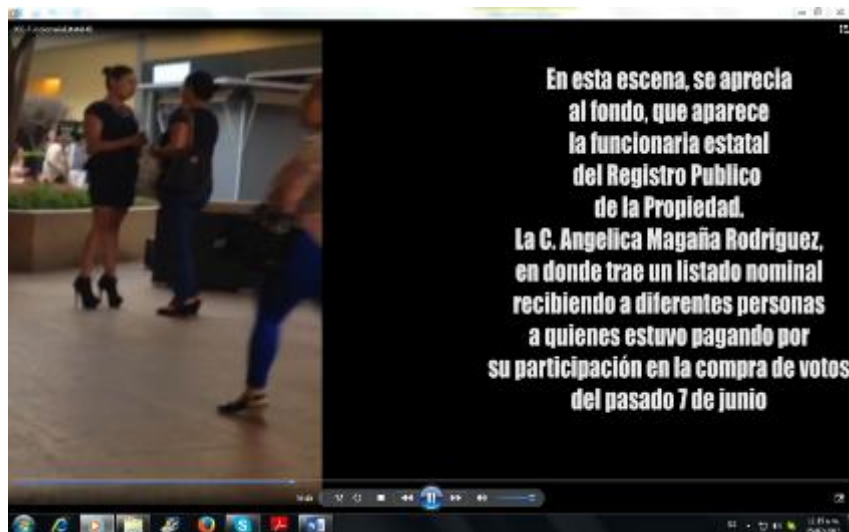 En esta escena, se aprecia
al fondo, que aparece
la funcionaria estatal
del Registro Publico
de la Propiedad.
La C. Angelica Magaña Rodriguez,
en donde trae un listado nominal
recibiendo a diferentes personas
a quienes estuvo pagando por
su participación en la compra de votos
del pasado 7 de junio